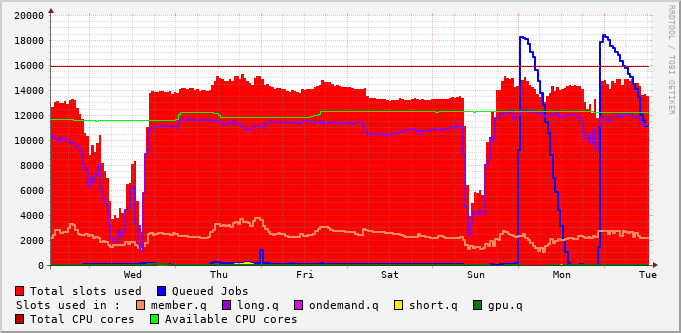 20000
18000
16000
14000
12000
10000
8000
6000
4000
2000
0
Wed Thu Fri Sat Sun Mon Tue
RRDTOOL / TOBI OETIKER
Total slots used Queued Jobs
Slots used in : member.q long.q ondemand.q short.q gpu.q
Total CPU cores Available CPU cores